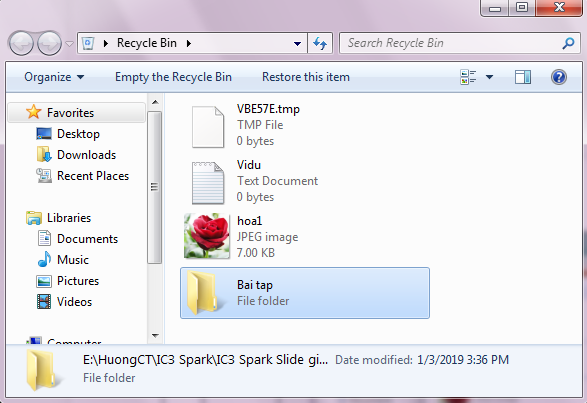 Recycle Bin
Search Recycle Bin
Organize Empty the Recycle Bin Restore this item
Favorites
Desktop
Downloads
Recent Places
Libraries
Documents
Music
Pictures
Videos
Computer
VBE57E.tmp
TMP File
0 bytes
Vidu
Text Document
0 bytes
hoa1
JPEG image
7.00 KB
Bai tap
File folder
E:\HuongCT\IC3 Spark\IC3 Spark Slide gi... Date modified: 1/3/2019 3:36 PM
File folder